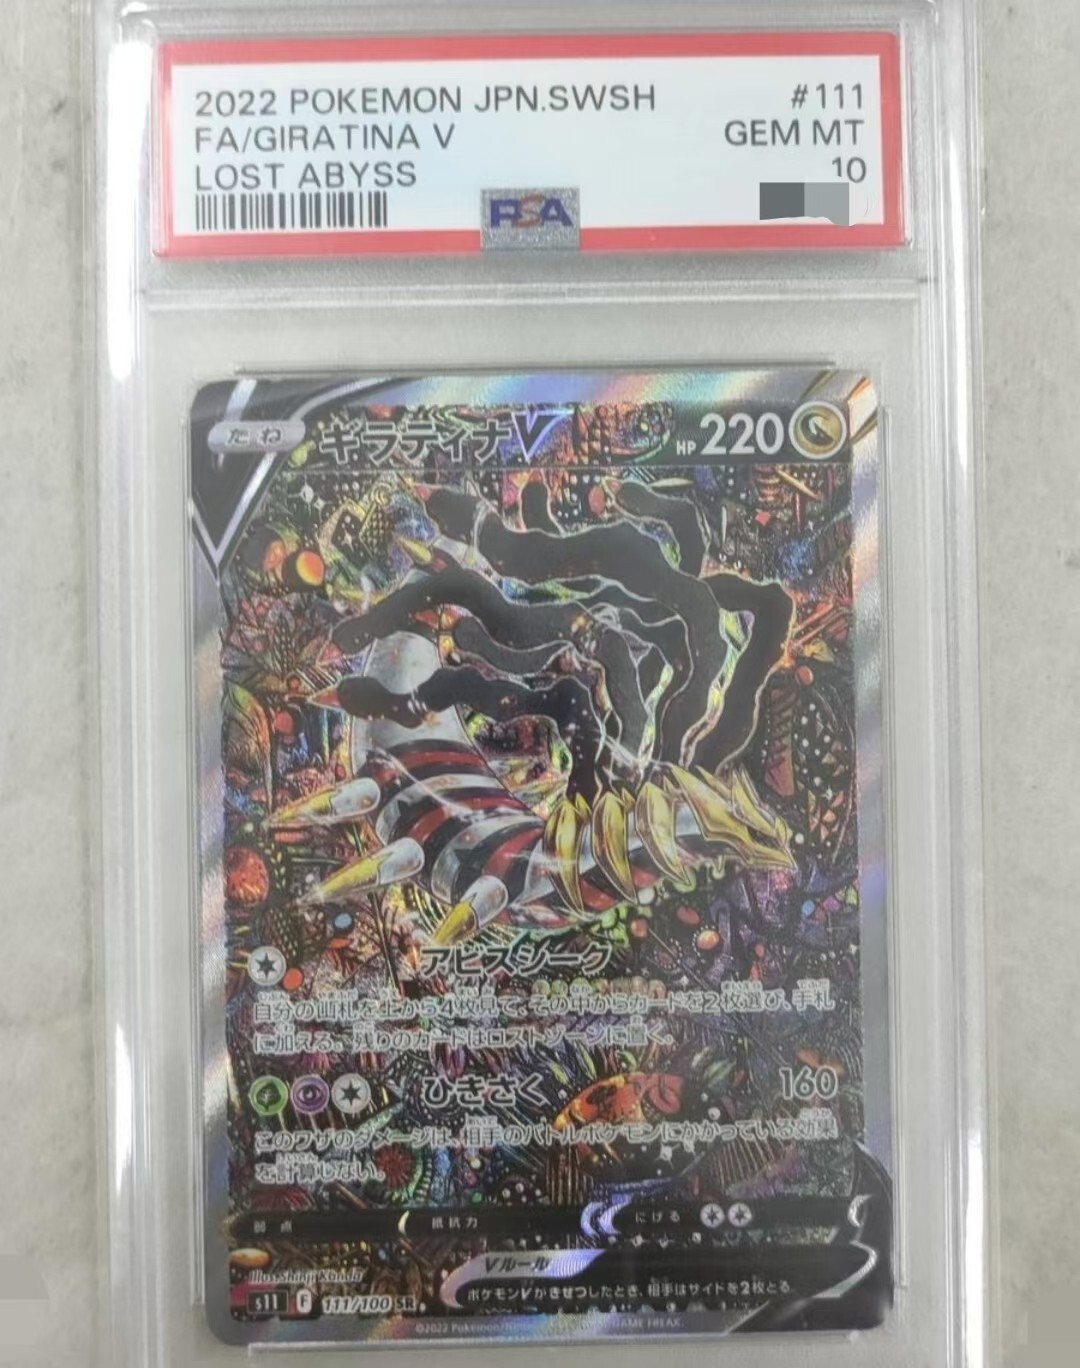 2022 POKEMON JPN.SWSH #111
FA/GIRATINA V GEM MT
LOST ABYSS 10
PSA
たね ギラティナV HP 220
アビスシーク
自分の山札を上から4枚見て、その中からカードを2枚選び、手札
に加える。残りのカードはロストゾーンに置く。
ひきさく 160
このワザのダメージは、相手のバトルポケモンにかかっている効果
を計算しない。
弱点 抵抗力 にげる
Vルール
ポケモンVがきぜつしたとき、相手はサイドを2枚とる
Illus. Shinji Kanda
s11 F 111/100 SR
©2022 Pokémon/ GAME FREAK.